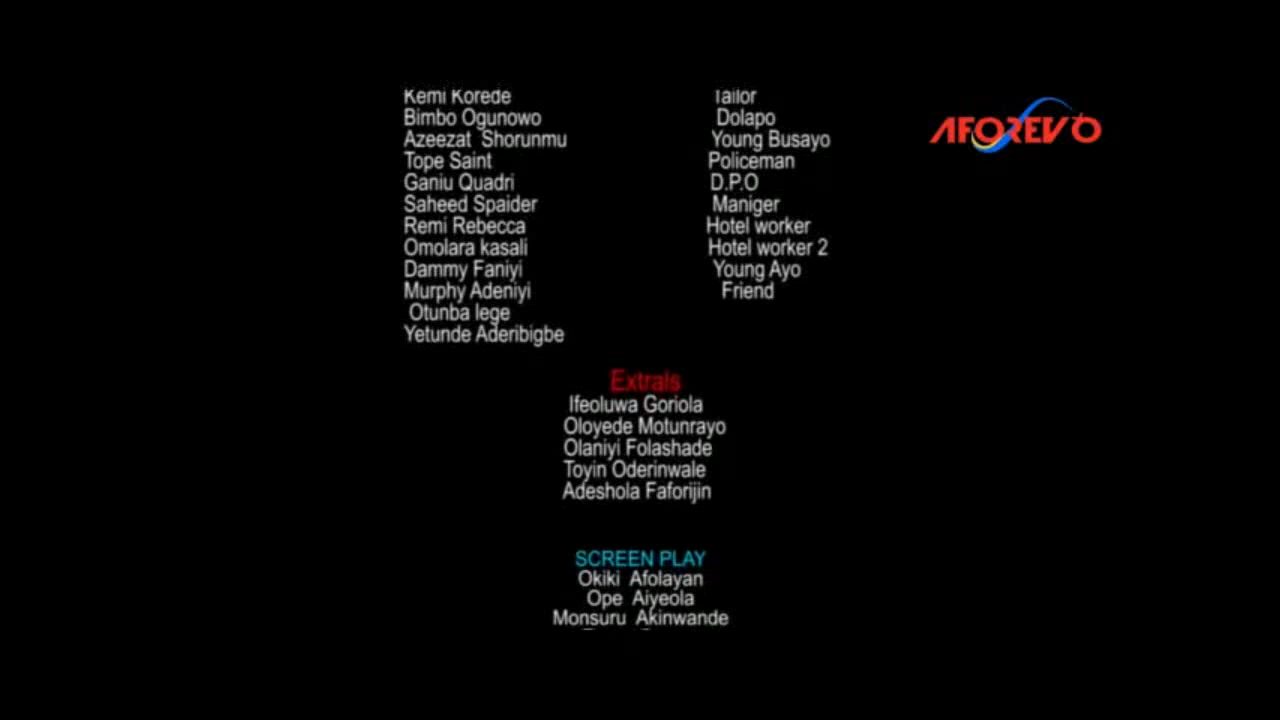 Kemi Korede Tailor
Bimbo Ogunowo Dolapo
Azeezat Shorunmu Young Busayo
Tope Saint Policeman
Ganiu Quadri D.P.O
Saheed Spaider Maniger
Remi Rebecca Hotel worker
Omolara kasali Hotel worker 2
Dammy Faniyi Young Ayo
Murphy Adeniyi Friend
Otunba lege
Yetunde Aderibigbe
AFOREVO
Extrals
Ifeoluwa Goriola
Oloyede Motunrayo
Olaniyi Folashade
Toyin Oderinwale
Adeshola Faforijin
SCREEN PLAY
Okiki Afolayan
Ope Aiyeola
Monsuru Akinwande